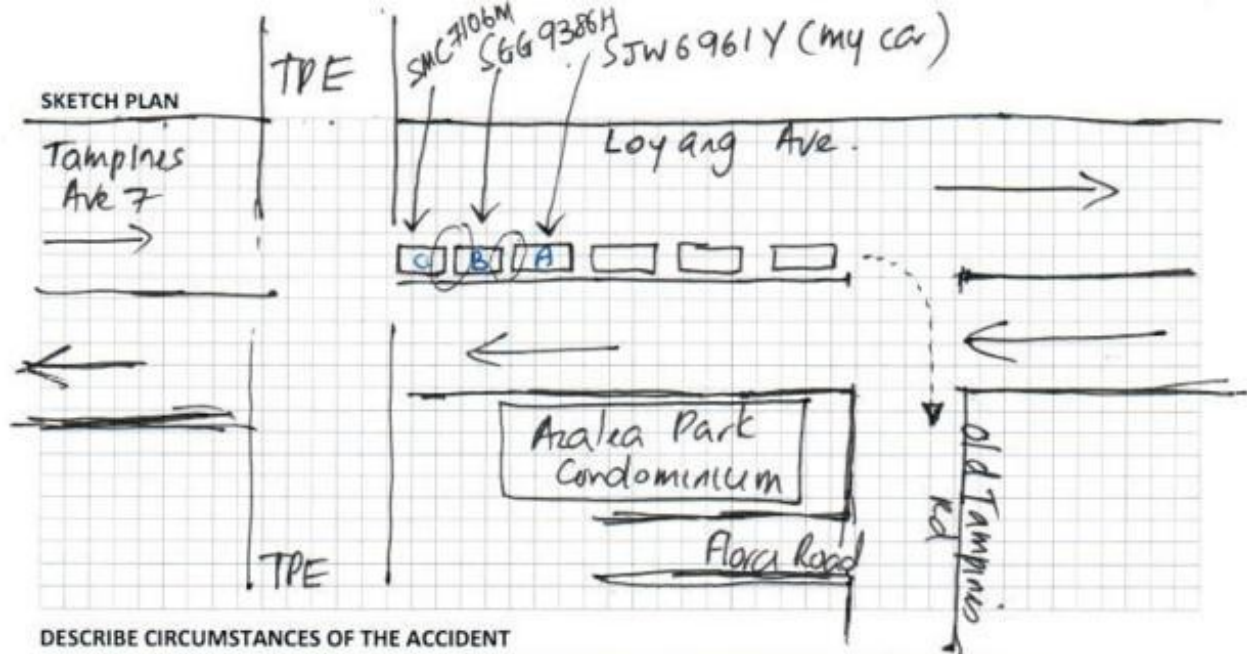 TPE
SMC7106M
SGG9386H
SJW6961Y (my car)
SKETCH PLAN
Tampines
Ave 7
Loyang Ave.
C
B
A
Azalea Park
Condominium
Flora Road
Old Tampines
Rd
TPE
DESCRIBE CIRCUMSTANCES OF THE ACCIDENT